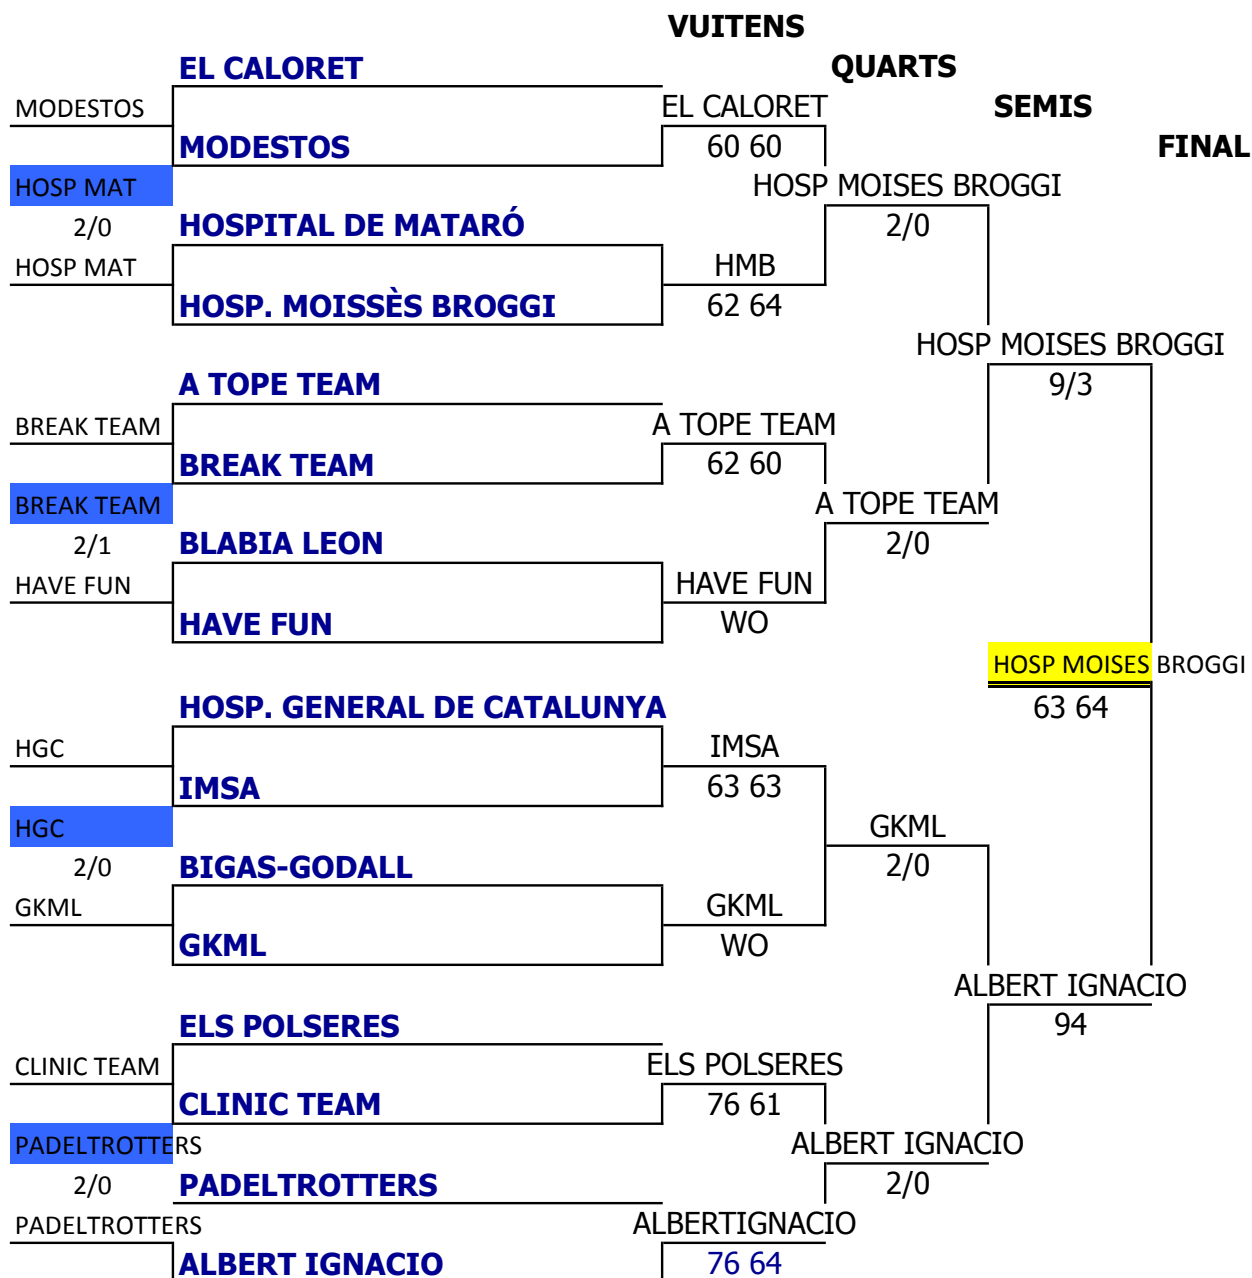 VUITENS
EL CALORET
QUARTS
MODESTOS
EL CALORET
SEMIS
MODESTOS
60 60
FINAL
HOSP MAT
HOSP MOISES BROGGI
2/0
HOSPITAL DE MATARÓ
2/0
HOSP MAT
HMB
HOSP. MOISSÈS BROGGI
62 64
HOSP MOISES BROGGI
A TOPE TEAM
9/3
BREAK TEAM
A TOPE TEAM
BREAK TEAM
62 60
BREAK TEAM
A TOPE TEAM
2/1
BLABIA LEON
2/0
HAVE FUN
HAVE FUN
HAVE FUN
WO
HOSP MOISES BROGGI
HOSP. GENERAL DE CATALUNYA
63 64
HGC
IMSA
IMSA
63 63
HGC
GKML
2/0
BIGAS-GODALL
2/0
GKML
GKML
GKML
WO
ALBERT IGNACIO
ELS POLSERES
94
CLINIC TEAM
ELS POLSERES
CLINIC TEAM
76 61
PADELTROTTERS
ALBERT IGNACIO
2/0
PADELTROTTERS
2/0
PADELTROTTERS
ALBERTIGNACIO
ALBERT IGNACIO
76 64